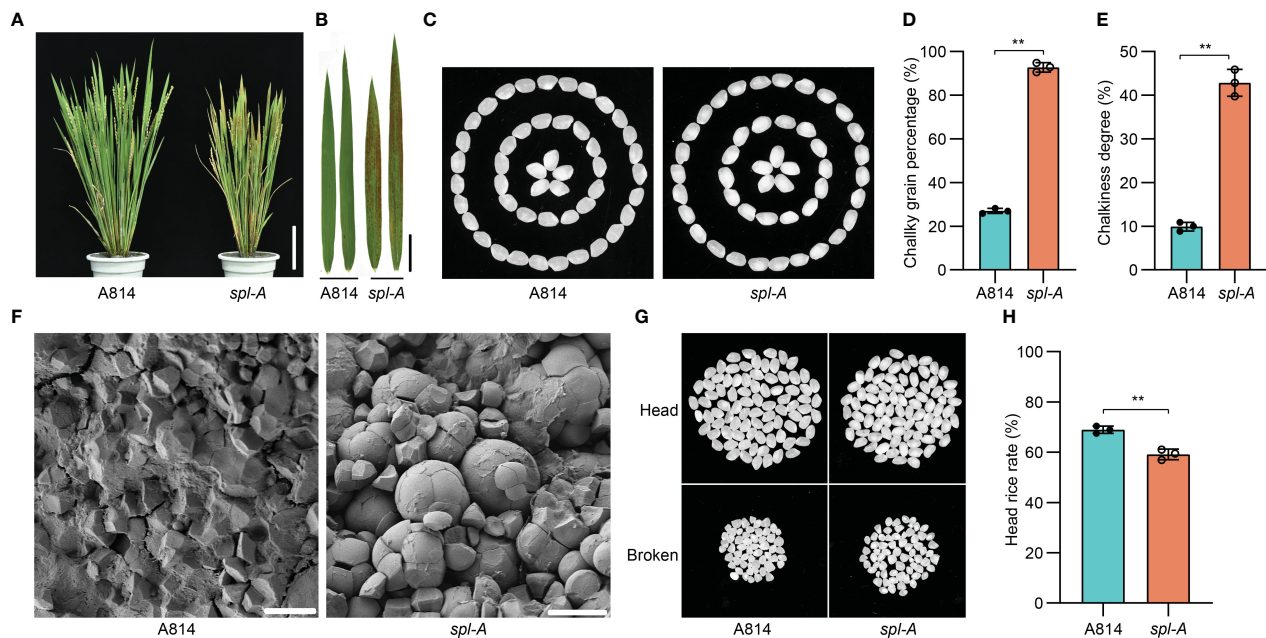 A
A814
spl-A
B
A814
spl-A
C
A814
spl-A
D
Challky grain percentage (%)
100
80
60
40
20
0
**
A814
spl-A
E
Chalkiness degree (%)
50
40
30
20
10
0
**
A814
spl-A
F
A814
spl-A
G
Head
Broken
A814
spl-A
H
Head rice rate (%)
100
80
60
40
20
0
**
A814
spl-A